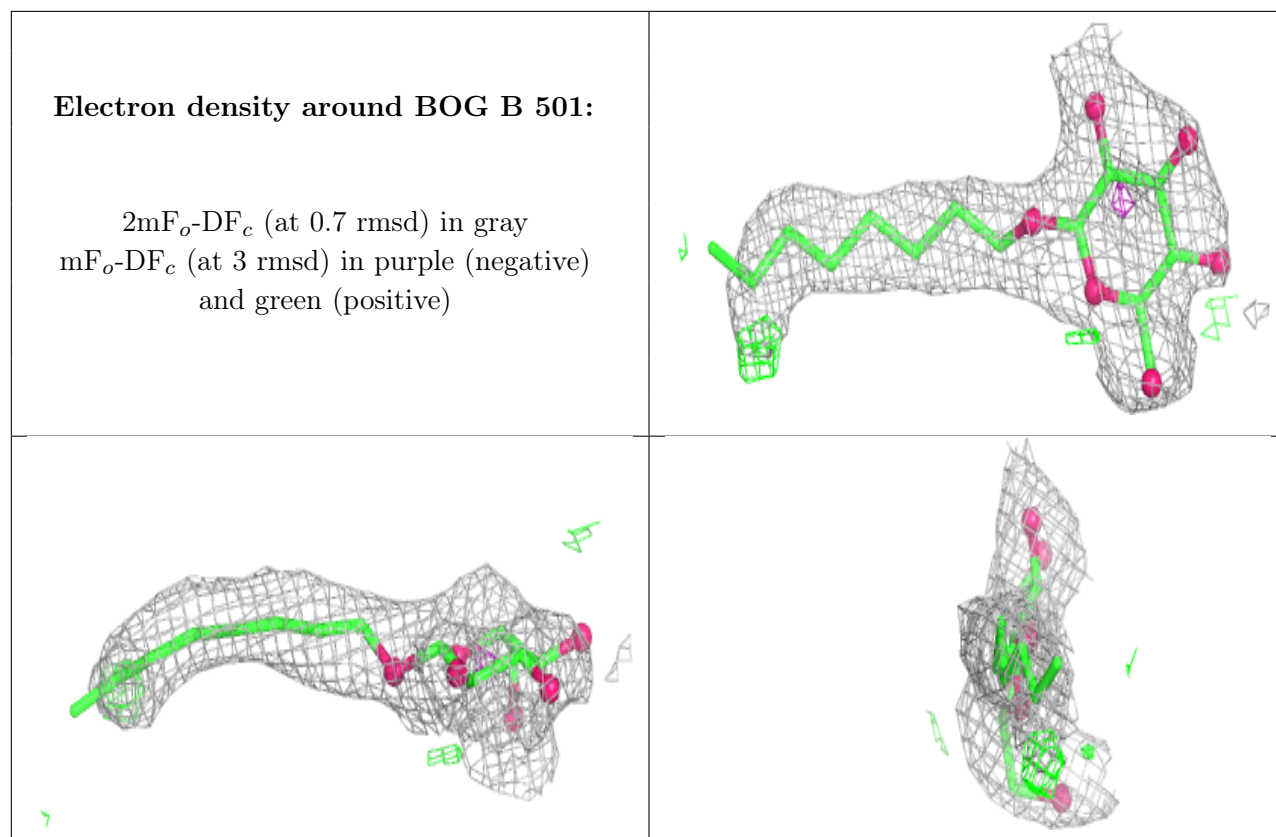 Electron density around BOG B 501:
2mFo-DFc (at 0.7 rmsd) in gray
mFo-DFc (at 3 rmsd) in purple (negative)
and green (positive)